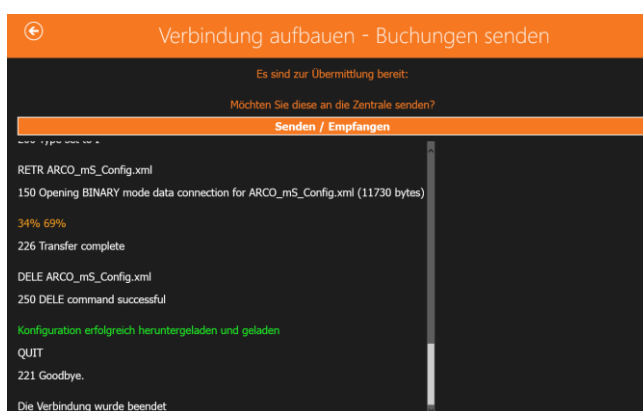 Verbindung aufbauen - Buchungen senden
Es sind zur Übermittlung bereit:
Möchten Sie diese an die Zentrale senden?
Senden / Empfangen
RETR ARCO_mS_Config.xml
150 Opening BINARY mode data connection for ARCO_mS_Config.xml (11730 bytes)
34% 69%
226 Transfer complete
DELE ARCO_mS_Config.xml
250 DELE command successful
Konfiguration erfolgreich heruntergeladen und geladen
QUIT
221 Goodbye.
Die Verbindung wurde beendet